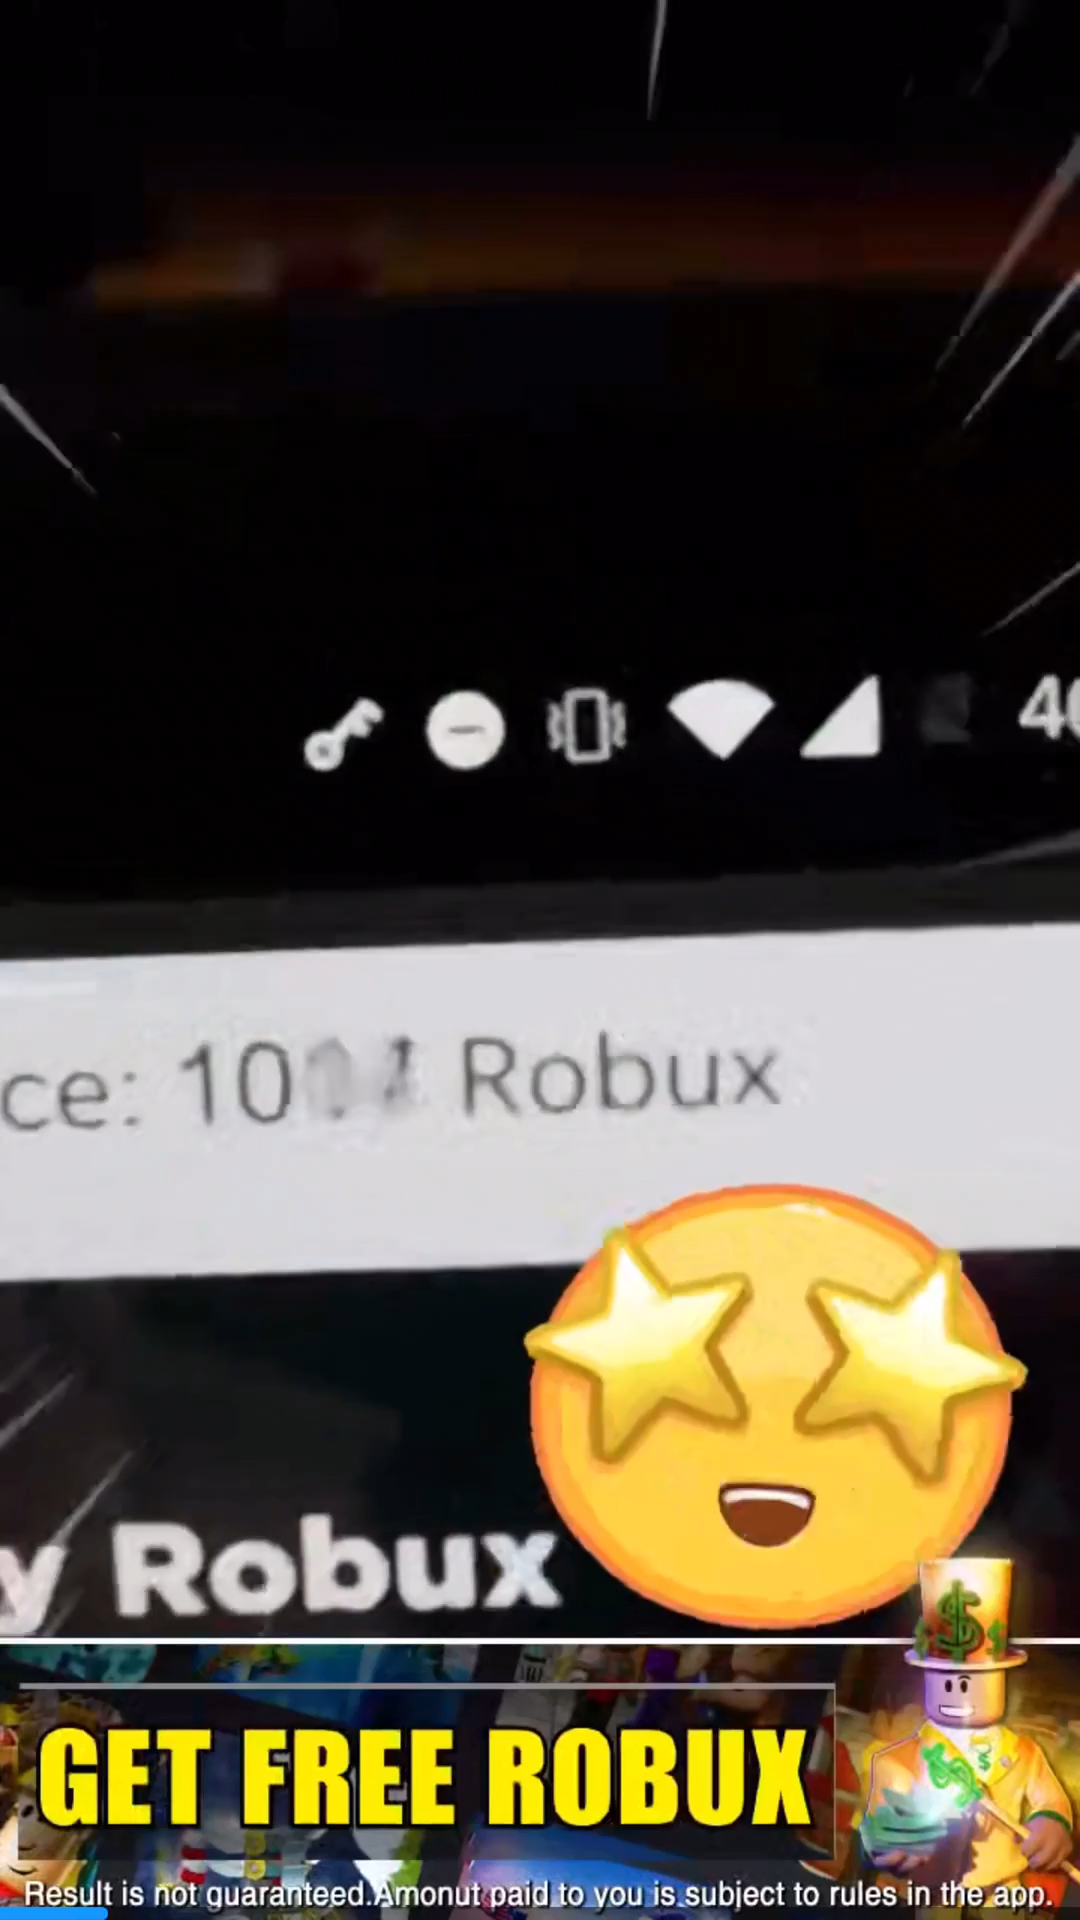 ce: 10 Robux
y Robux
GET FREE ROBUX
Result is not guaranteed.Amonut paid to you is subject to rules in the app.